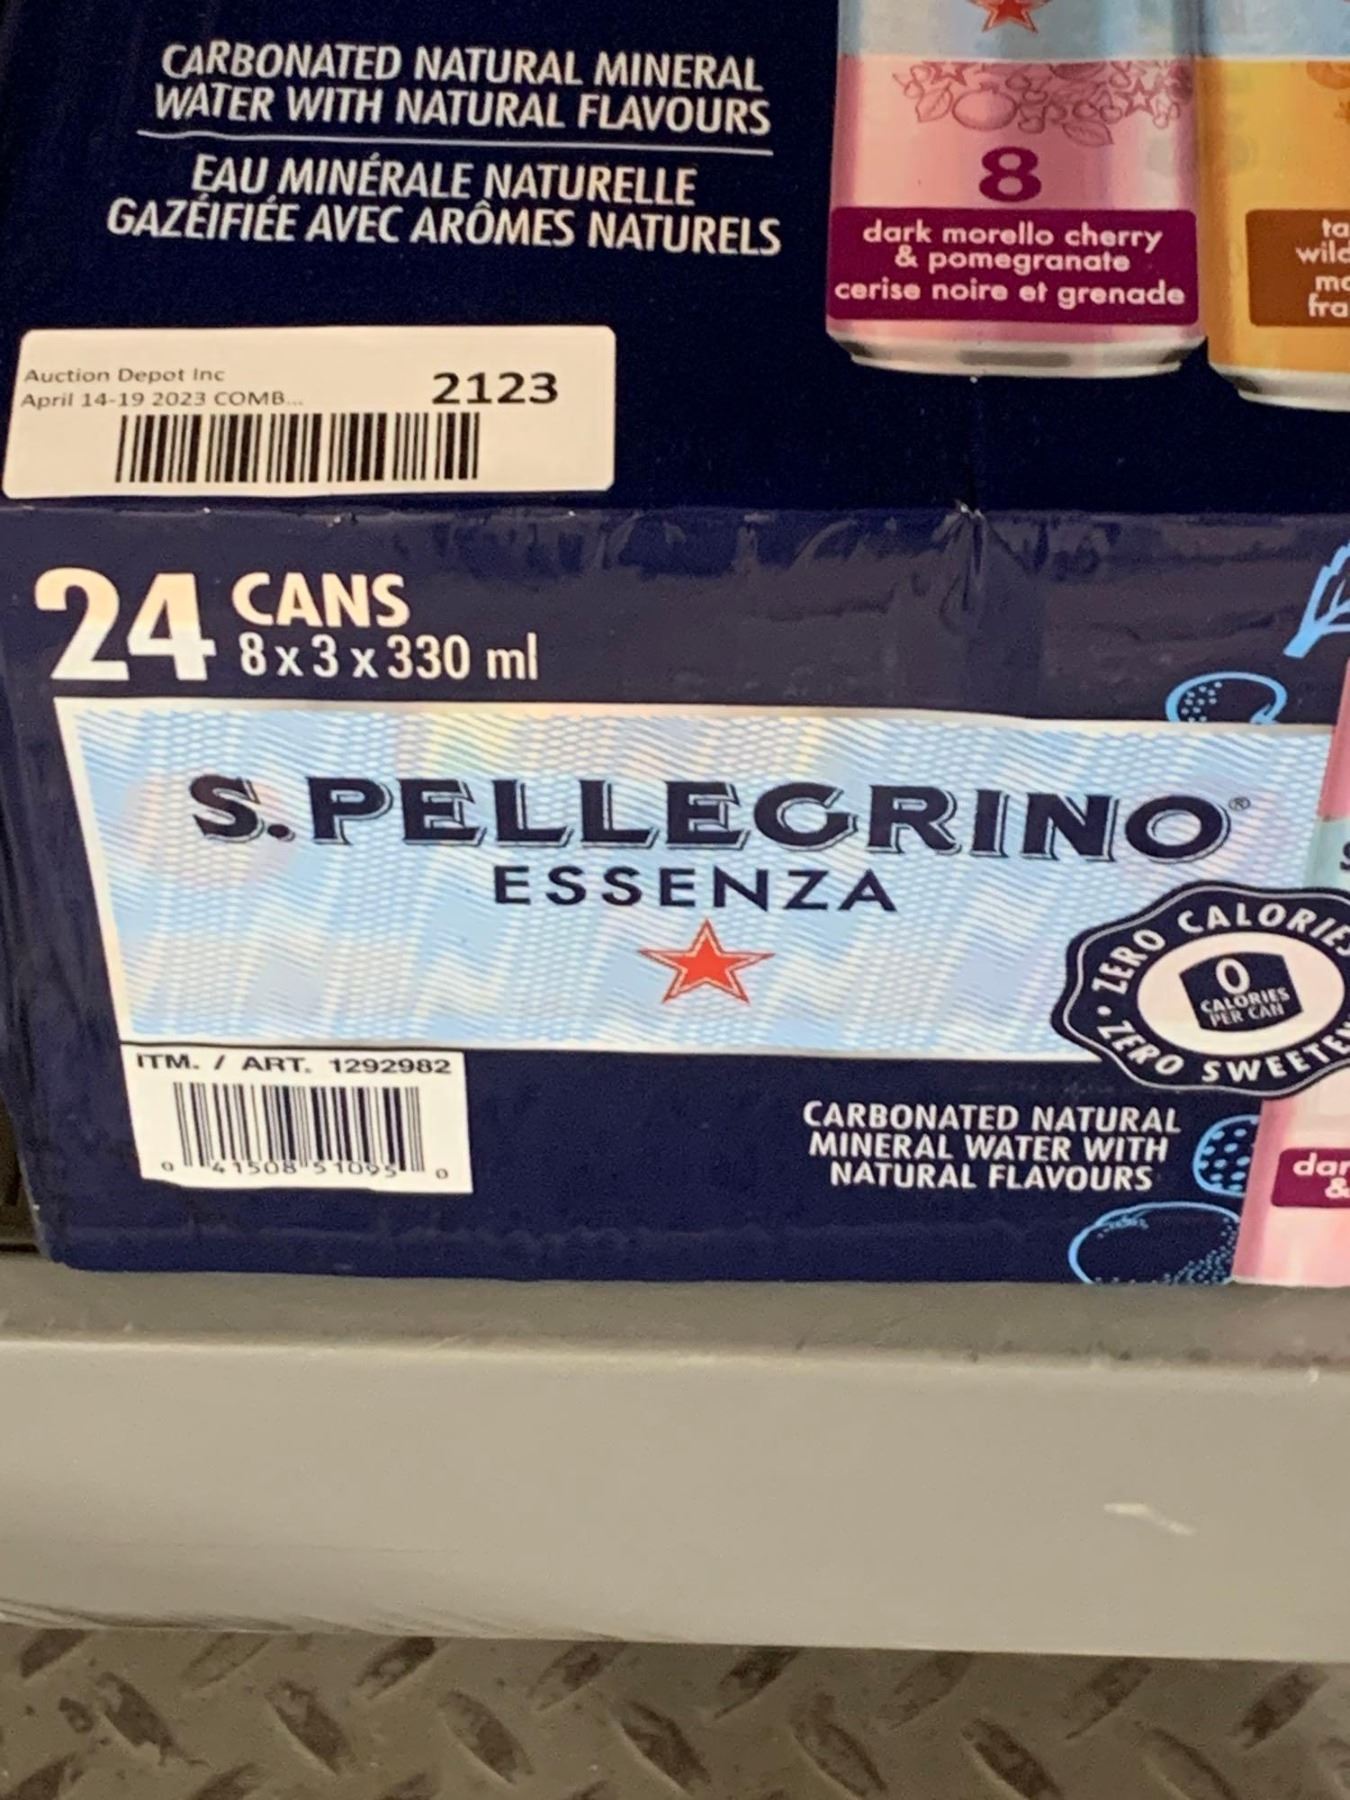 CARBONATED NATURAL MINERAL
WATER WITH NATURAL FLAVOURS
EAU MINÉRALE NATURELLE
GAZÉIFIÉE AVEC ARÔMES NATURELS
8
dark morello cherry
& pomegranate
cerise noire et grenade
Auction Depot Inc
April 14-19 2023 COMB...
2123
24 CANS
8 x 3 x 330 ml
S.PELLEGRINO®
ESSENZA
ZERO CALORIES
0
CALORIES
PER CAN
ZERO
ITM. / ART. 1292982
0 41508 51095 0
CARBONATED NATURAL
MINERAL WATER WITH
NATURAL FLAVOURS
&